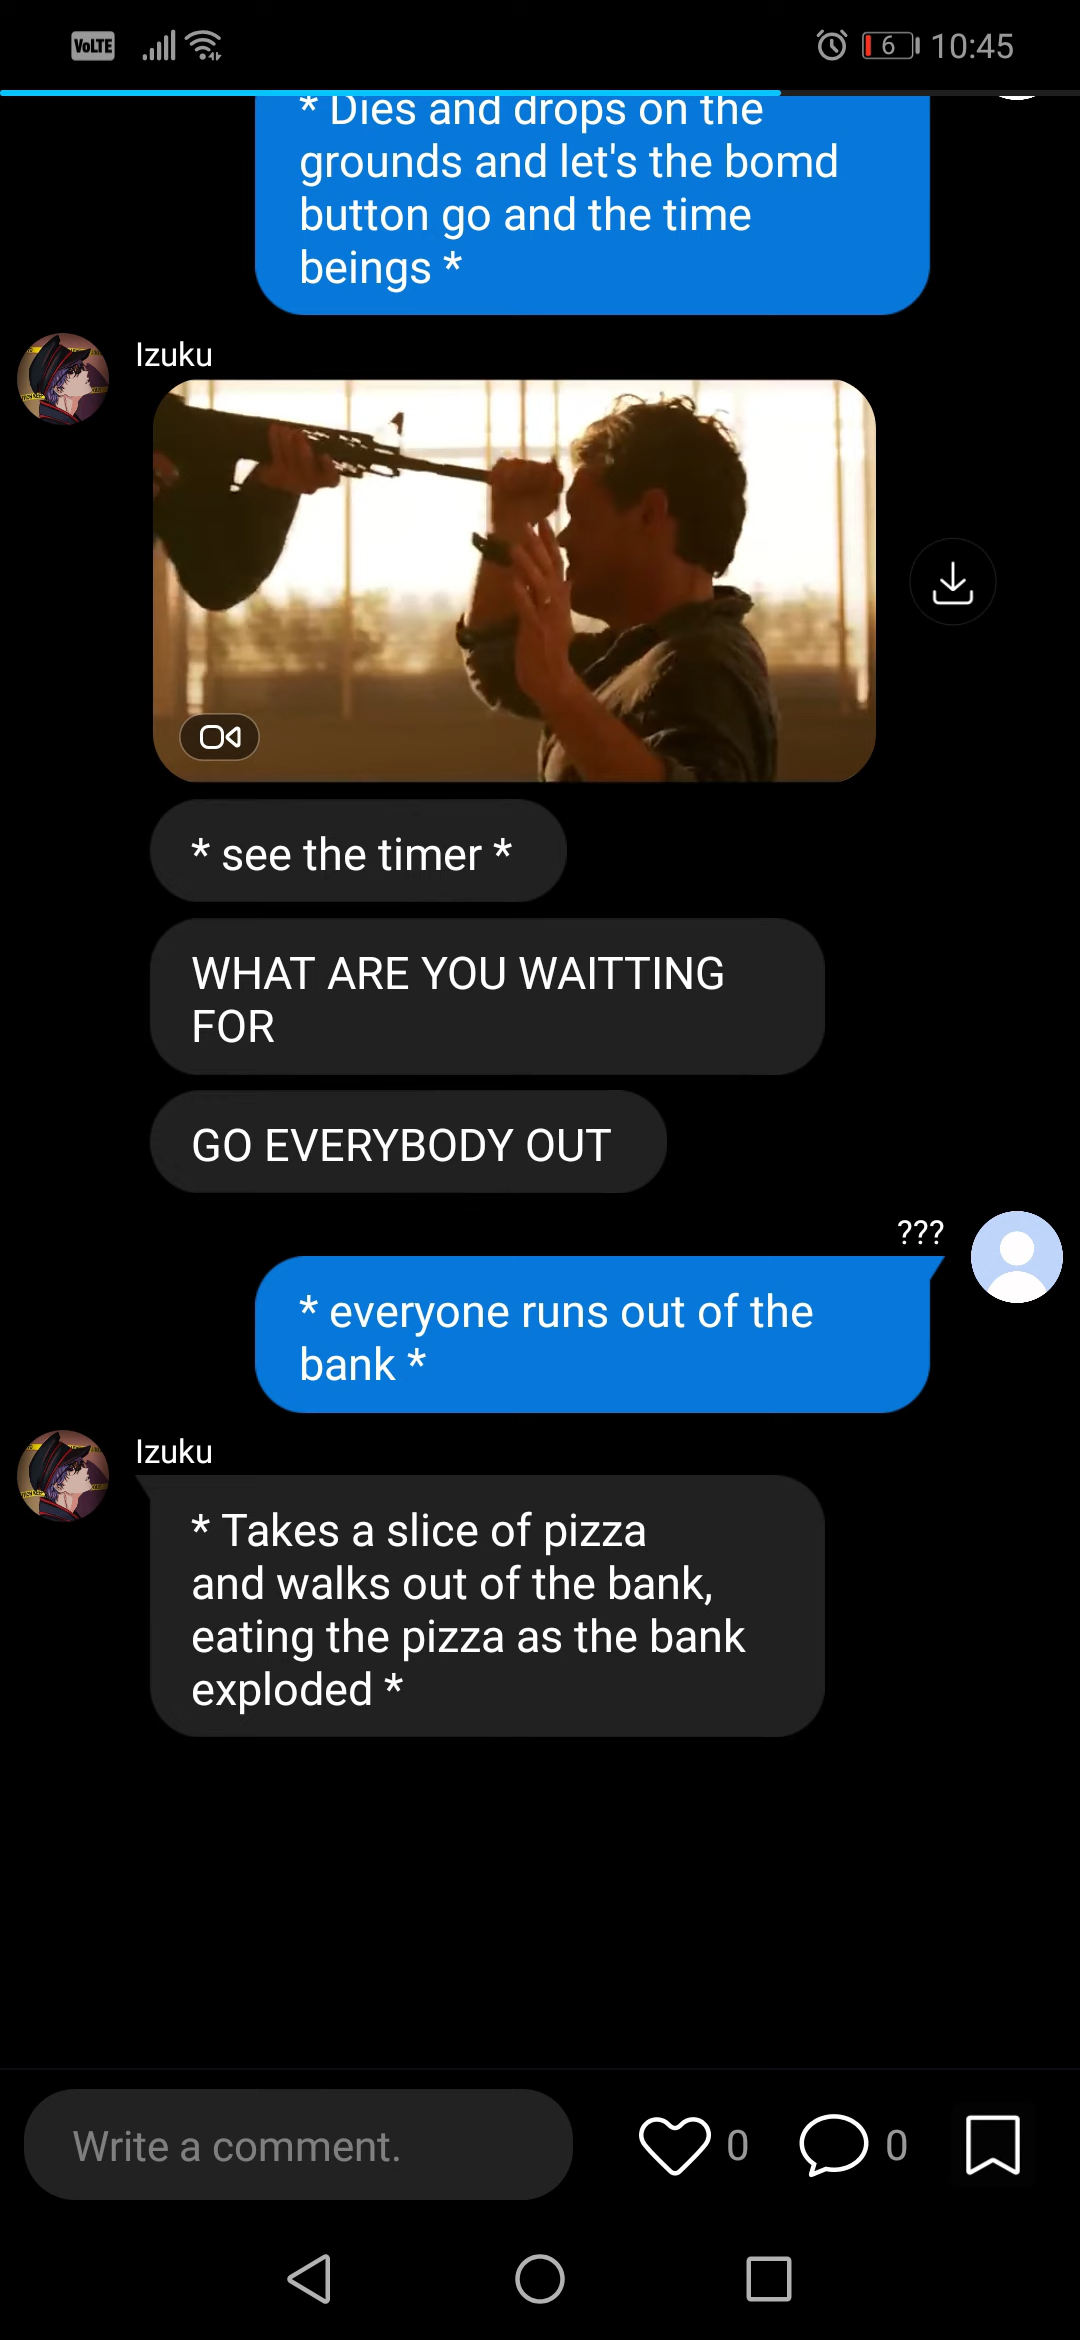 VoLTE 6 10:45
* Dies and drops on the
grounds and let's the bomd
button go and the time
beings *
Izuku
* see the timer *
WHAT ARE YOU WAITTING
FOR
GO EVERYBODY OUT
???
* everyone runs out of the
bank *
Izuku
* Takes a slice of pizza
and walks out of the bank,
eating the pizza as the bank
exploded *
Write a comment. 0 0